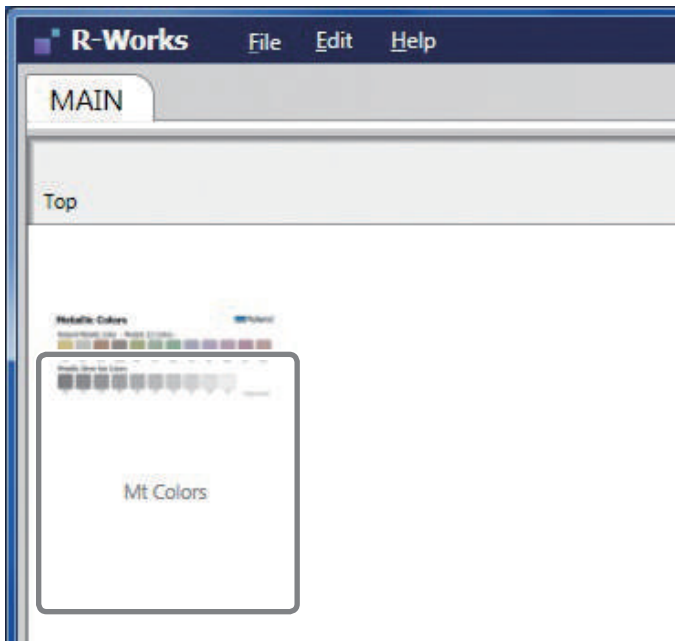 R-Works File Edit Help
MAIN
Top
Metallic Colors Roland
Mt Colors